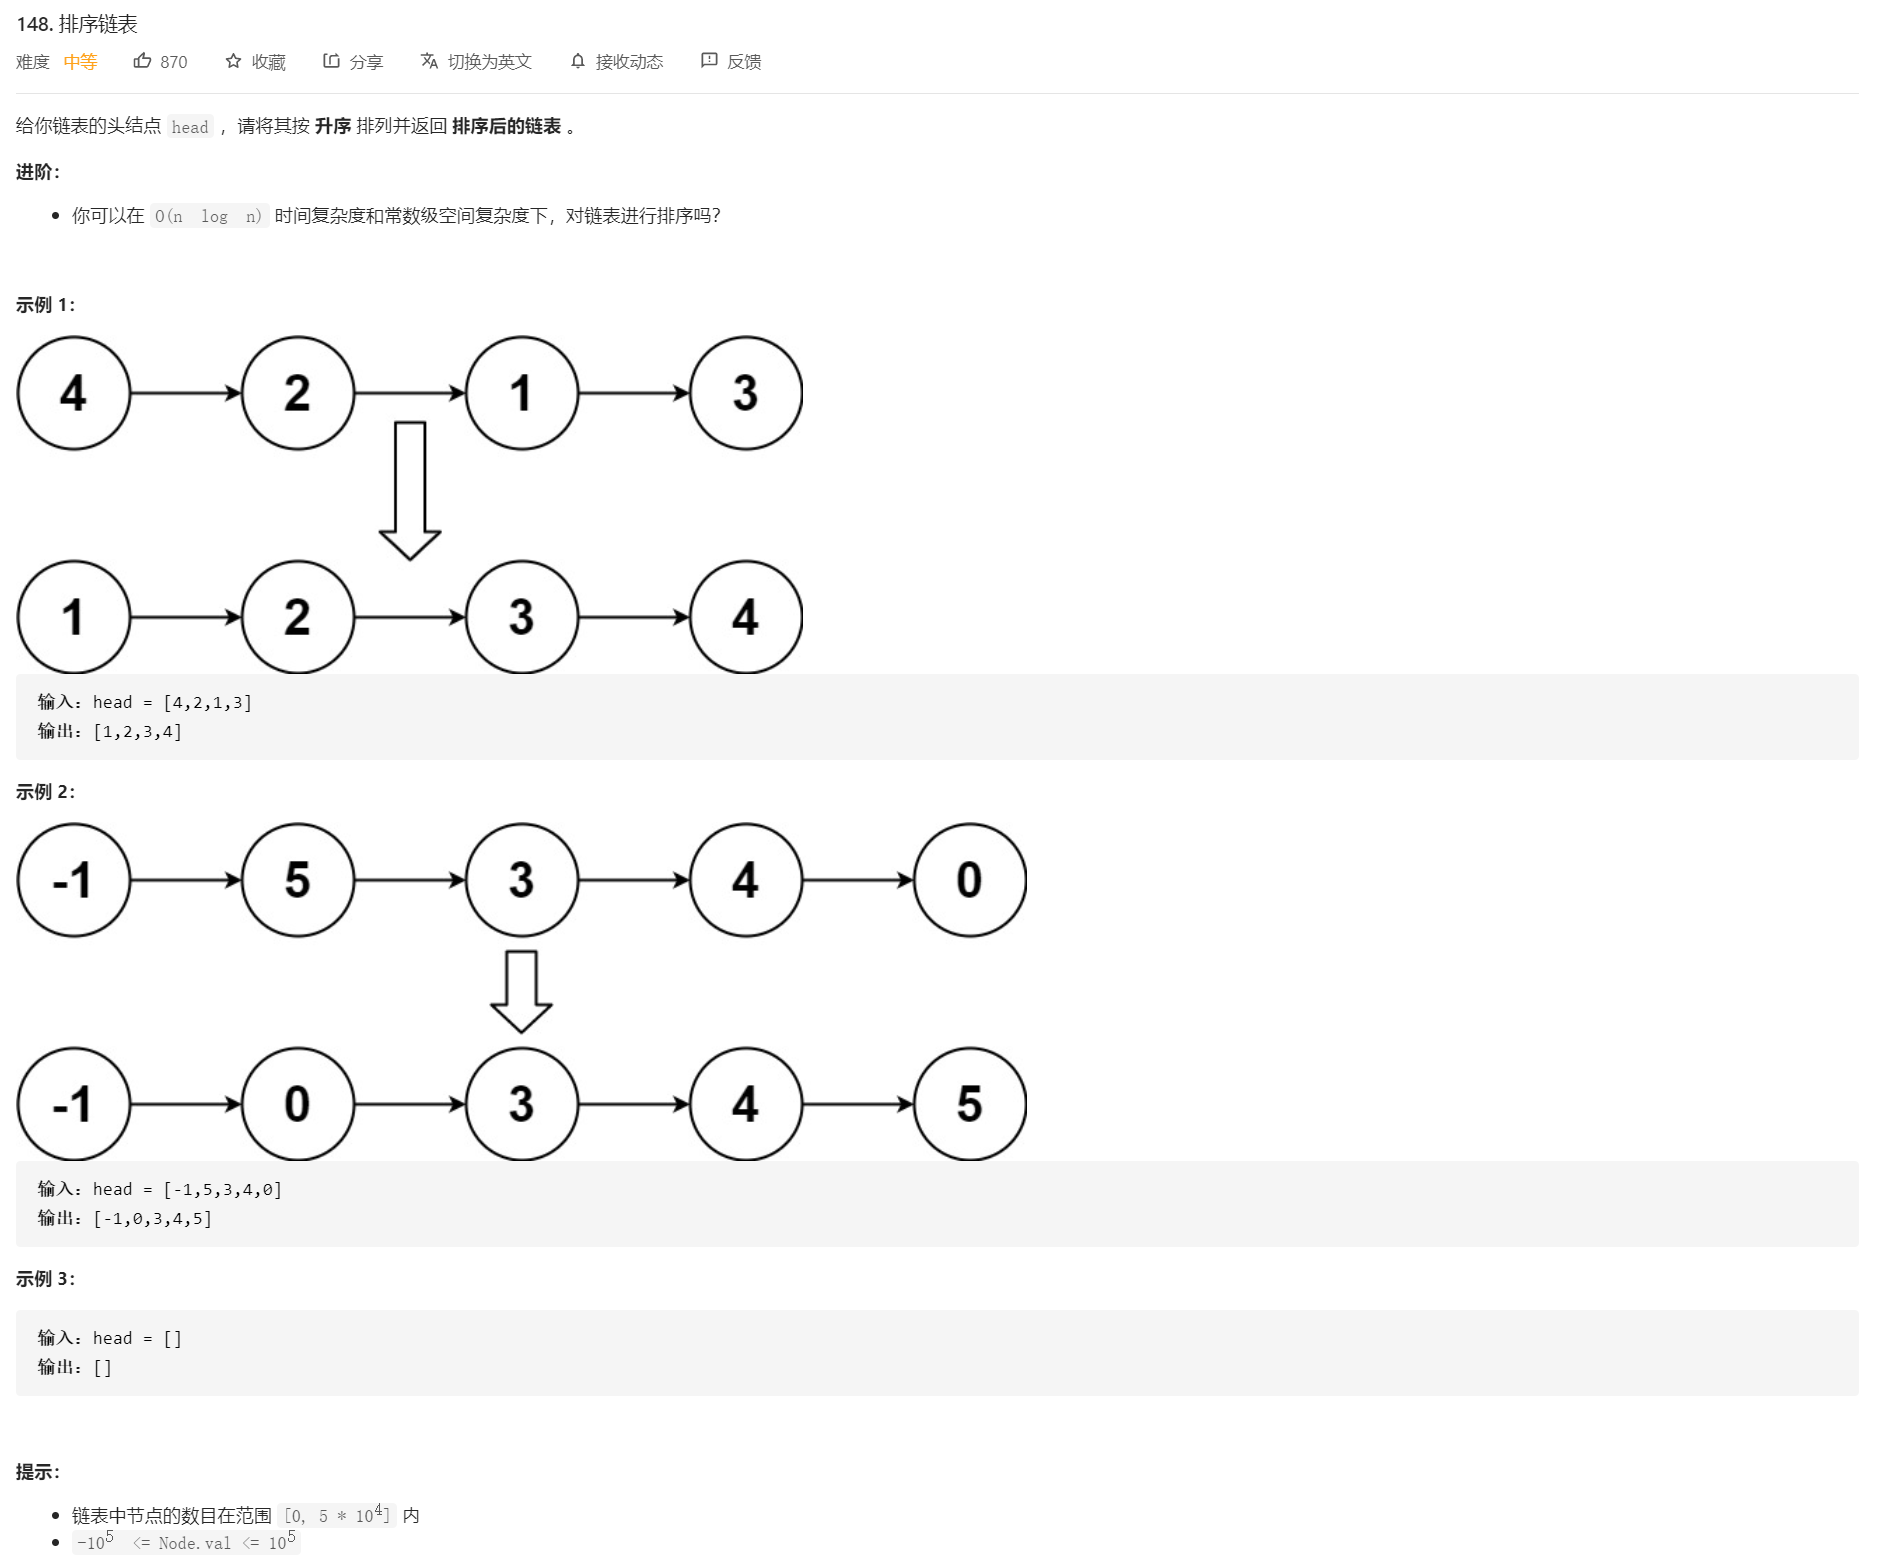 148. 排序链表
难度 中等 870 收藏 分享 切换为英文 接收动态 反馈
给你链表的头结点 head ，请将其按 升序 排列并返回 排序后的链表 。
进阶：
你可以在 O(n log n) 时间复杂度和常数级空间复杂度下，对链表进行排序吗？
示例 1：
4 2 1 3
1 2 3 4
输入：head = [4,2,1,3]
输出：[1,2,3,4]
示例 2：
-1 5 3 4 0
-1 0 3 4 5
输入：head = [-1,5,3,4,0]
输出：[-1,0,3,4,5]
示例 3：
输入：head = []
输出：[]
提示：
链表中节点的数目在范围 [0, 5 * 10^4] 内
-10^5 <= Node.val <= 10^5